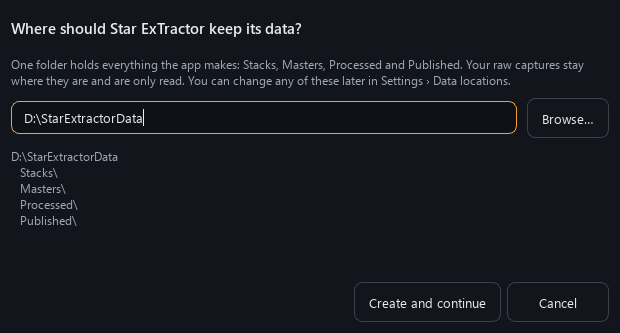 Where should Star ExTractor keep its data?
One folder holds everything the app makes: Stacks, Masters, Processed and Published. Your raw captures stay
where they are and are only read. You can change any of these later in Settings › Data locations.
D:\StarExtractorData
Browse...
D:\StarExtractorData
Stacks\
Masters\
Processed\
Published\
Create and continue
Cancel